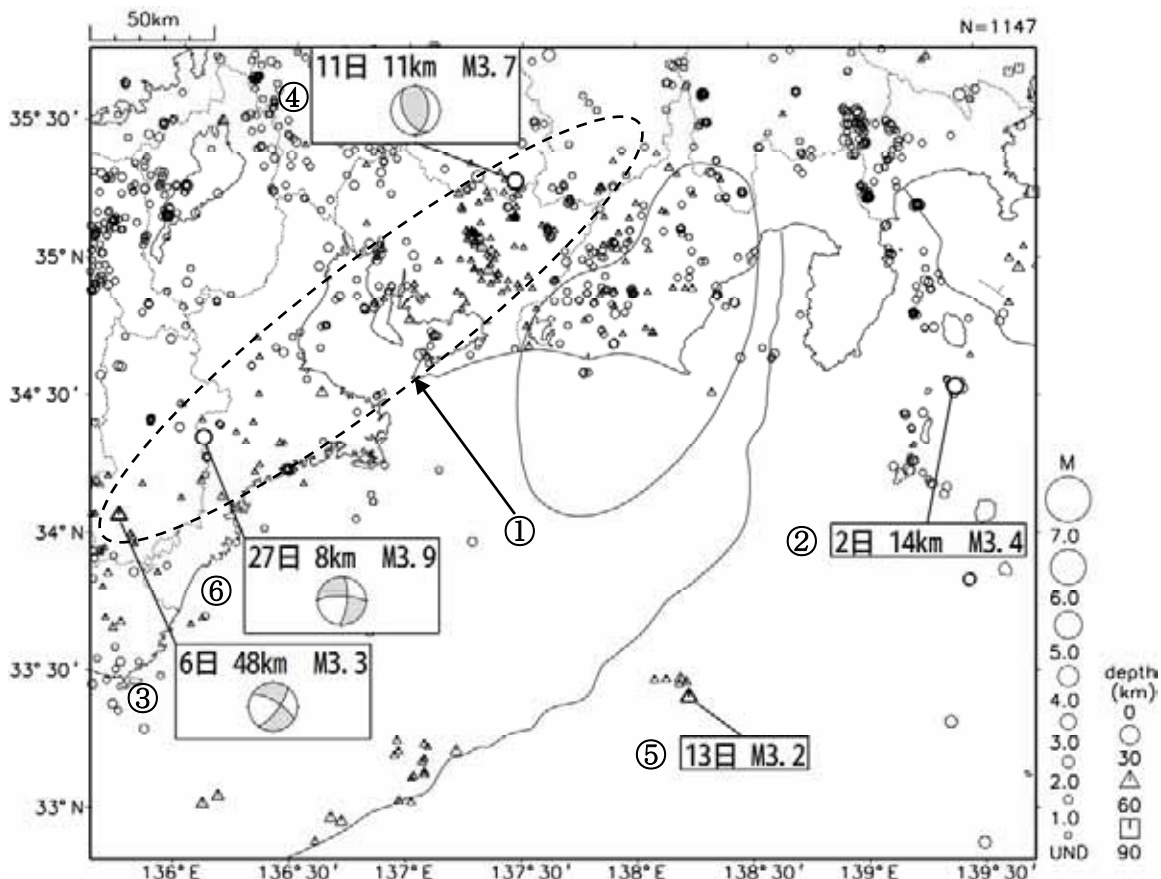 50km
N=1147
11日 11km M3.7
④
35°30'
35°N
34°30'
34°N
33°30'
33°N
①
②
2日 14km M3.4
27日 8km M3.9
⑥
6日 48km M3.3
③
⑤
13日 M3.2
M
7.0
6.0
5.0
4.0
3.0
2.0
1.0
UND
depth
(km)
0
30
60
90
136°E
136°30'
137°E
137°30'
138°E
138°30'
139°E
139°30'